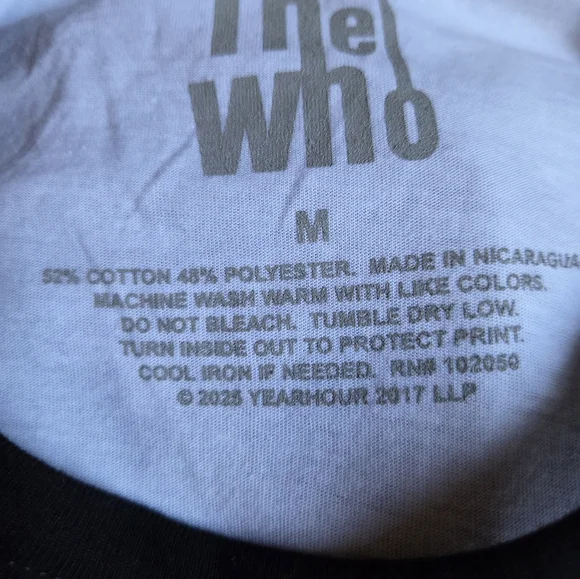 The
Who
M
52% COTTON 48% POLYESTER. MADE IN NICARAGUA
MACHINE WASH WARM WITH LIKE COLORS.
DO NOT BLEACH. TUMBLE DRY LOW.
TURN INSIDE OUT TO PROTECT PRINT.
COOL IRON IF NEEDED. RN# 102050
© 2025 YEARHOUR 2017 LLP